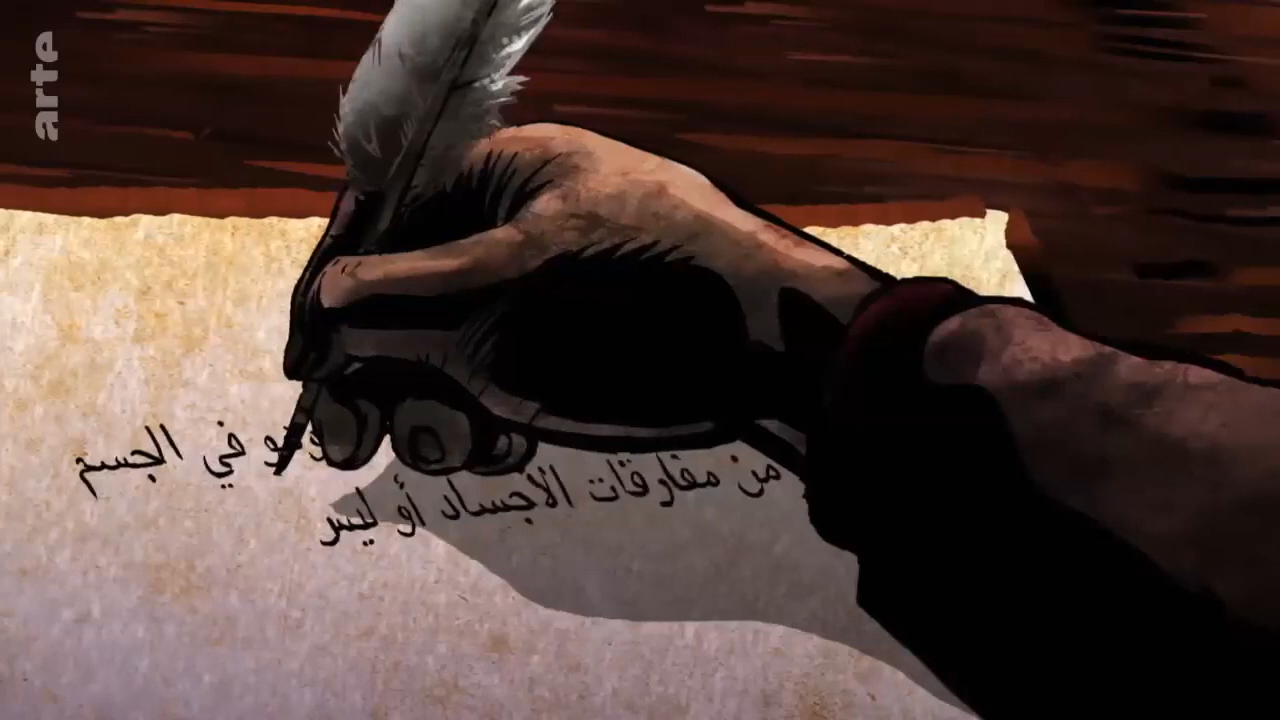 arte
في الجسم
من مفارقات الأجساد أو ليس